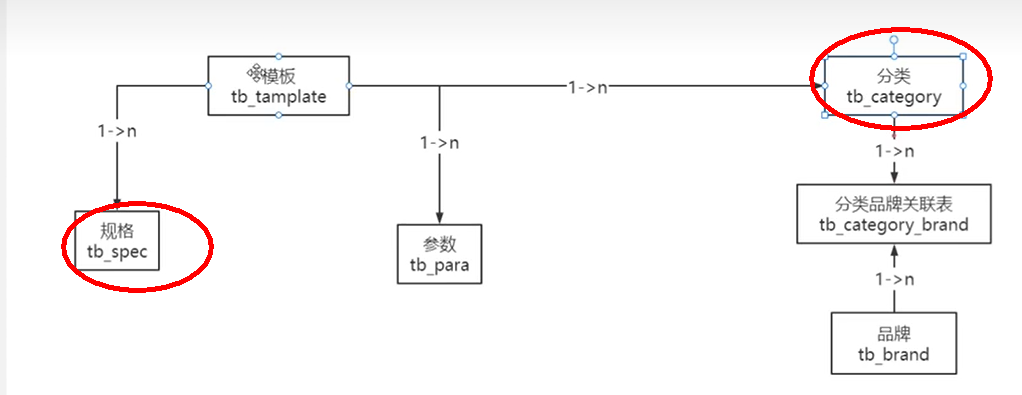 模板
tb_tamplate
分类
tb_category
1->n
1->n
1->n
1->n
规格
tb_spec
参数
tb_para
分类品牌关联表
tb_category_brand
1->n
品牌
tb_brand